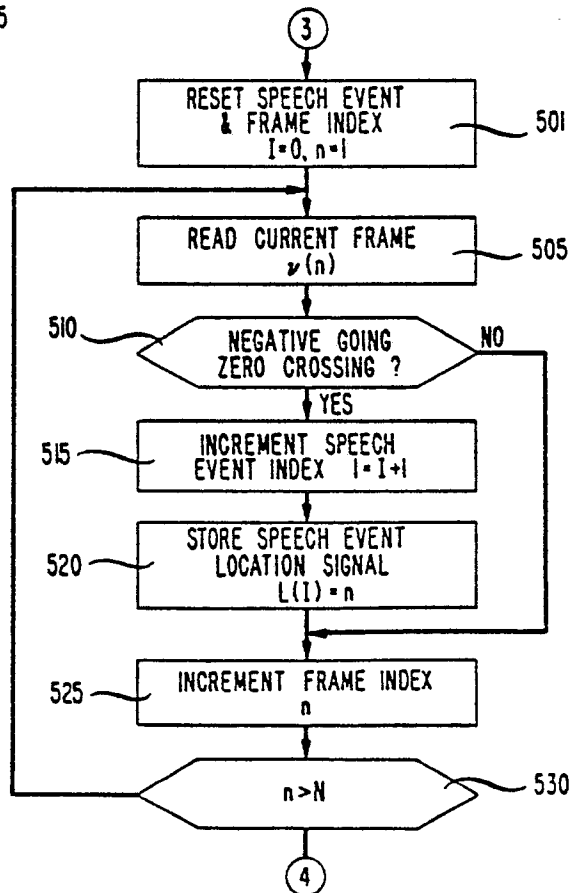 5
3
RESET SPEECH EVENT
& FRAME INDEX
I=0, n=1
501
READ CURRENT FRAME
ν(n)
505
510
NEGATIVE GOING
ZERO CROSSING ?
NO
YES
515
INCREMENT SPEECH
EVENT INDEX I=I+1
520
STORE SPEECH EVENT
LOCATION SIGNAL
L(I)=n
525
INCREMENT FRAME INDEX
n
n>N
530
4